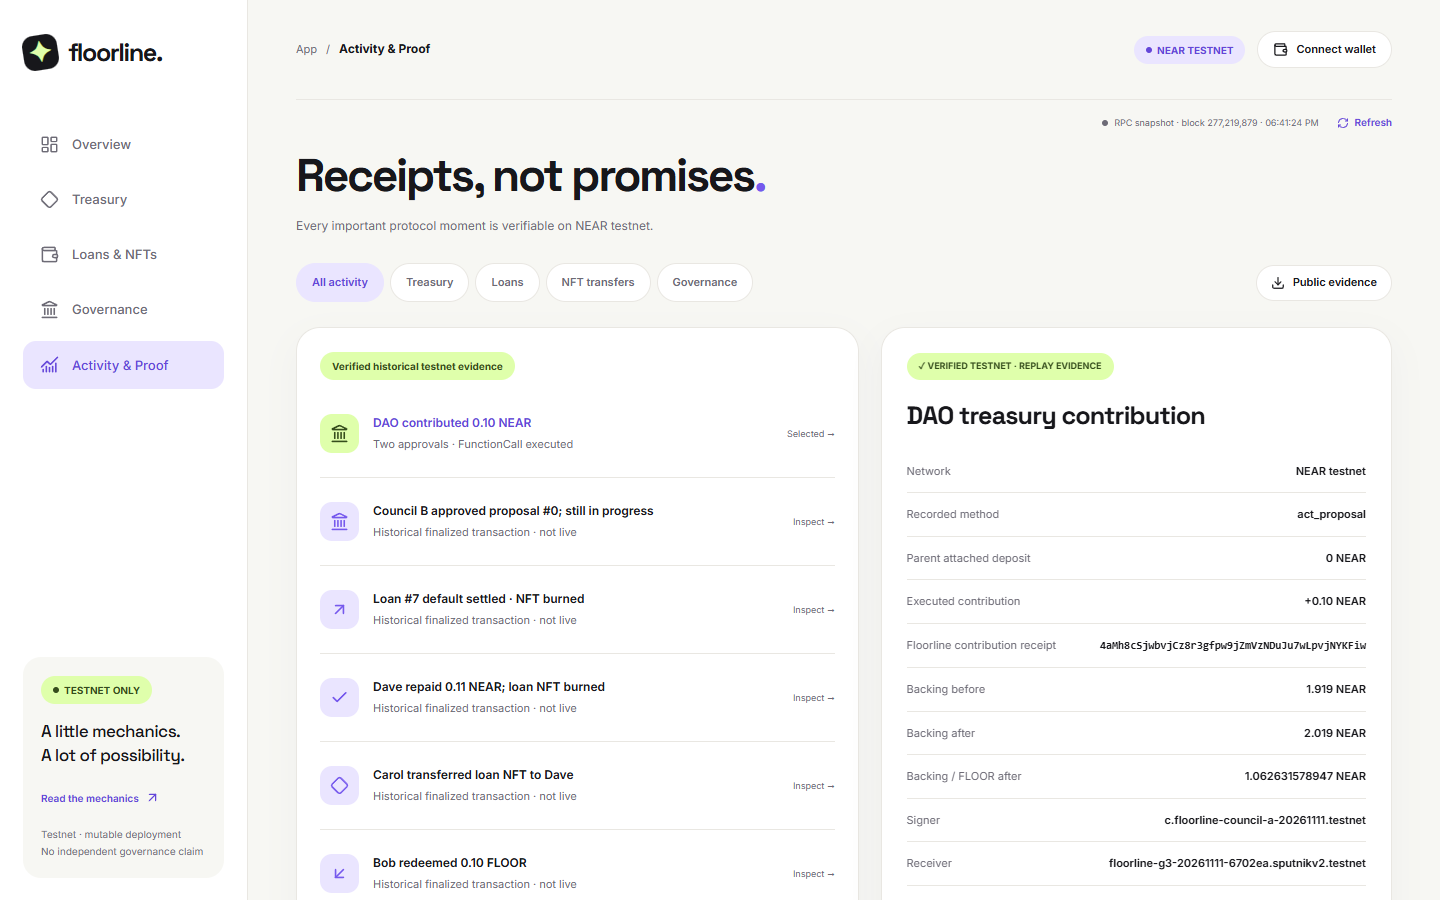 floorline.
Overview
Treasury
Loans & NFTs
Governance
Activity & Proof
TESTNET ONLY
A little mechanics.
A lot of possibility.
Read the mechanics
Testnet · mutable deployment
No independent governance claim
App / Activity & Proof
NEAR TESTNET
Connect wallet
RPC snapshot · block 277,219,879 · 06:41:24 PM
Refresh
Receipts, not promises.
Every important protocol moment is verifiable on NEAR testnet.
All activity
Treasury
Loans
NFT transfers
Governance
Public evidence
Verified historical testnet evidence
DAO contributed 0.10 NEAR
Two approvals · FunctionCall executed
Selected →
Council B approved proposal #0; still in progress
Historical finalized transaction · not live
Inspect →
Loan #7 default settled · NFT burned
Historical finalized transaction · not live
Inspect →
Dave repaid 0.11 NEAR; loan NFT burned
Historical finalized transaction · not live
Inspect →
Carol transferred loan NFT to Dave
Historical finalized transaction · not live
Inspect →
Bob redeemed 0.10 FLOOR
Historical finalized transaction · not live
Inspect →
✓ VERIFIED TESTNET · REPLAY EVIDENCE
DAO treasury contribution
Network NEAR testnet
Recorded method act_proposal
Parent attached deposit 0 NEAR
Executed contribution +0.10 NEAR
Floorline contribution receipt 4aMh8cSjwbvjCz8r3gfpw9jZmVzNDuJu7wLpvjNYKFiw
Backing before 1.919 NEAR
Backing after 2.019 NEAR
Backing / FLOOR after 1.062631578947 NEAR
Signer c.floorline-council-a-20261111.testnet
Receiver floorline-g3-20261111-6702ea.sputnikv2.testnet